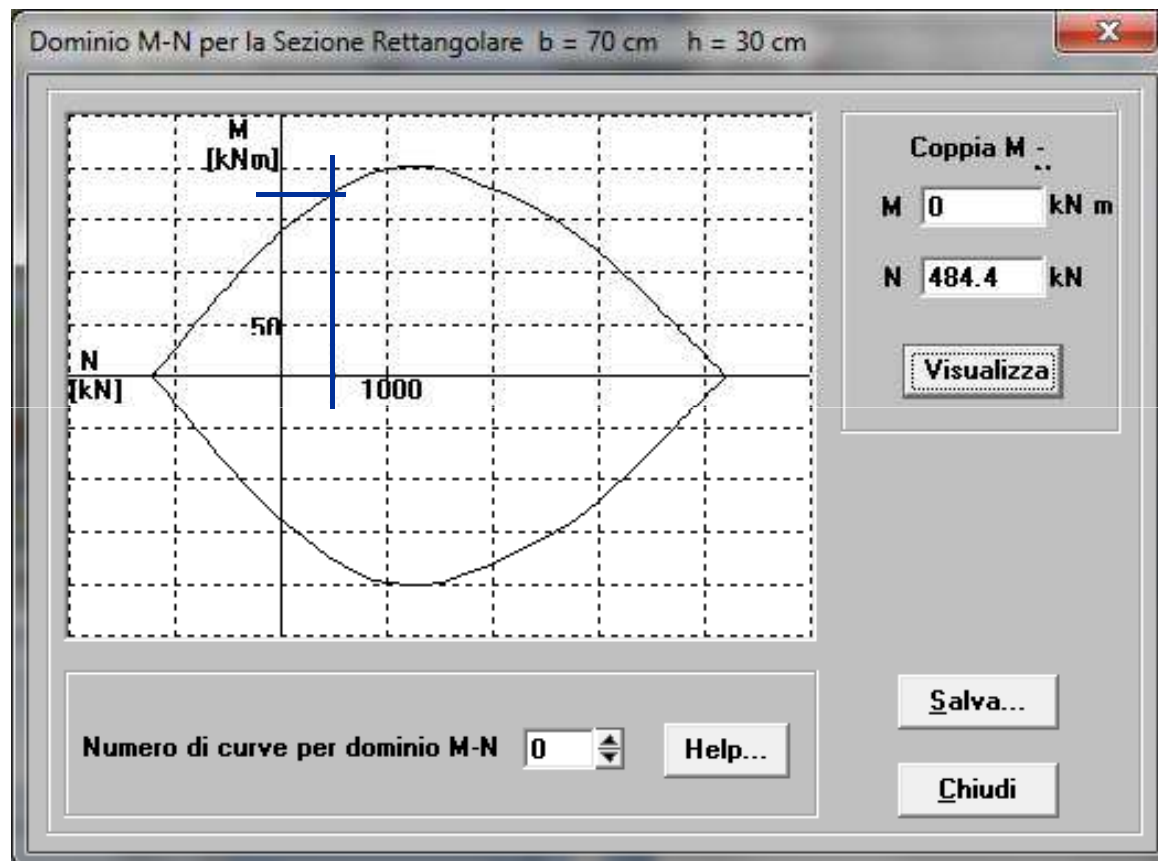 Dominio M-N per la Sezione Rettangolare b = 70 cm h = 30 cm
M
[kNm]
50
N
[kN]
1000
Coppia M -
M 0 kN m
N 484.4 kN
Visualizza
Numero di curve per dominio M-N 0 Help...
Salva...
Chiudi